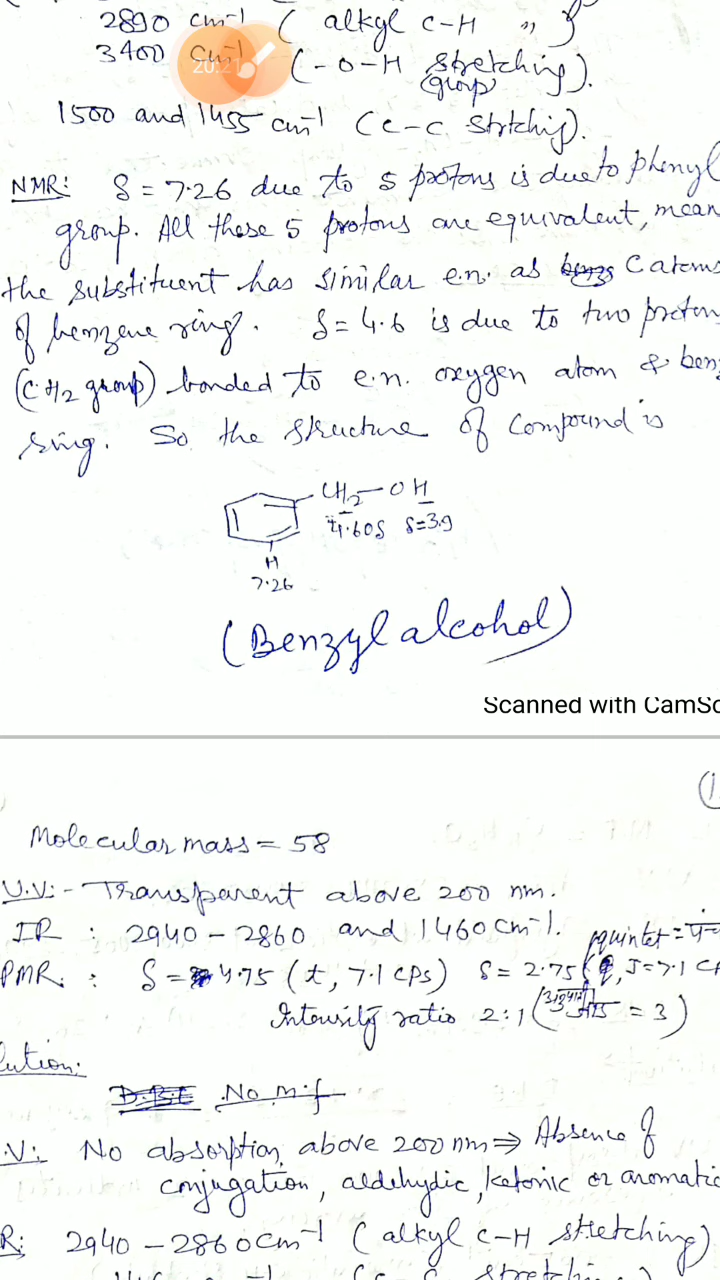 2890 cm-1 ( alkyl C-H " }
3400 cm-1 (-O-H stretching).
(group)
20:21
1500 and 1455 cm-1 (C-C strtching).
NMR: δ = 7.26 due to 5 protons is due to phenyl
group. All these 5 protons are equivalent, mean
the substituent has similar e.n. as C atoms
of benzene ring. δ= 4.6 is due to two proton
(CH2 group) bonded to e.n. oxygen atom & ben
ring. So the structure of compound is
CH2-OH
4.60δ δ=3.9
H
7.26
(Benzyl alcohol)
Scanned with CamSc
(1
Molecular mass = 58
U.V:- Transparent above 200 nm.
IR : 2940-2860 and 1460 cm-1.
pquintet =
PMR : δ = 4.75 (t, 7.1 cps) δ = 2.75 ( , J=7.1 c
Intensity ratio 2:1 ( = 3)
lution:
D.B.E No m.f
.V: No absorption above 200 nm ⇒ Absence of
conjugation, aldehydic, ketonic or aromatic
R: 2940-2860 cm-1 (alkyl C-H stretching)